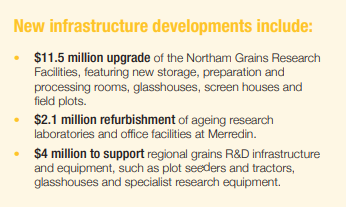 New infrastructure developments include:
• $11.5 million upgrade of the Northam Grains Research
Facilities, featuring new storage, preparation and
processing rooms, glasshouses, screen houses and
field plots.
• $2.1 million refurbishment of ageing research
laboratories and office facilities at Merredin.
• $4 million to support regional grains R&D infrastructure
and equipment, such as plot seeders and tractors,
glasshouses and specialist research equipment.